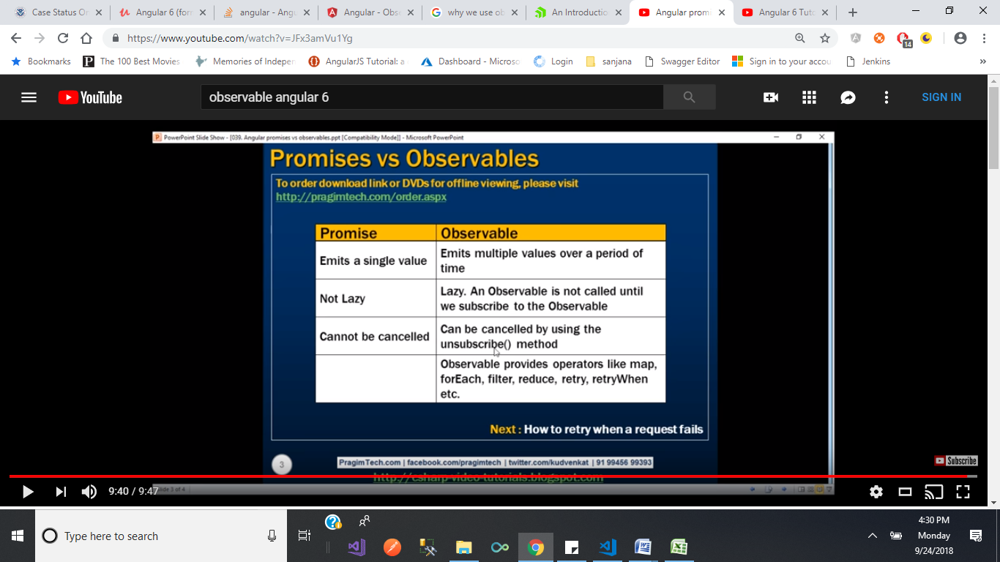 Case Status On
Angular 6 (for
angular - Angu
Angular - Obs
why we use ob
An Introductio
Angular promi
Angular 6 Tuto
https://www.youtube.com/watch?v=JFx3amVu1Yg
14
Bookmarks
P The 100 Best Movies
Memories of Indepen
AngularJS Tutorial: a
Dashboard - Microso
Login
sanjana
Swagger Editor
Sign in to your accou
Jenkins
YouTube
observable angular 6
SIGN IN
PowerPoint Slide Show - [039. Angular promises vs observables.ppt [Compatibility Mode]] - Microsoft PowerPoint
Promises vs Observables
To order download link or DVDs for offline viewing, please visit
http://pragimtech.com/order.aspx
Promise Observable
Emits a single value
Emits multiple values over a period of
time
Not Lazy
Lazy. An Observable is not called until
we subscribe to the Observable
Cannot be cancelled
Can be cancelled by using the
unsubscribe() method
Observable provides operators like map,
forEach, filter, reduce, retry, retryWhen
etc.
Next : How to retry when a request fails
3
PragimTech.com | facebook.com/pragimtech | twitter.com/kudvenkat | 91 99456 99393
http://csharp-video-tutorials.blogspot.com
Subscribe
9:40 / 9:47
Slide 3 of 4
Type here to search
4:30 PM
Monday
9/24/2018